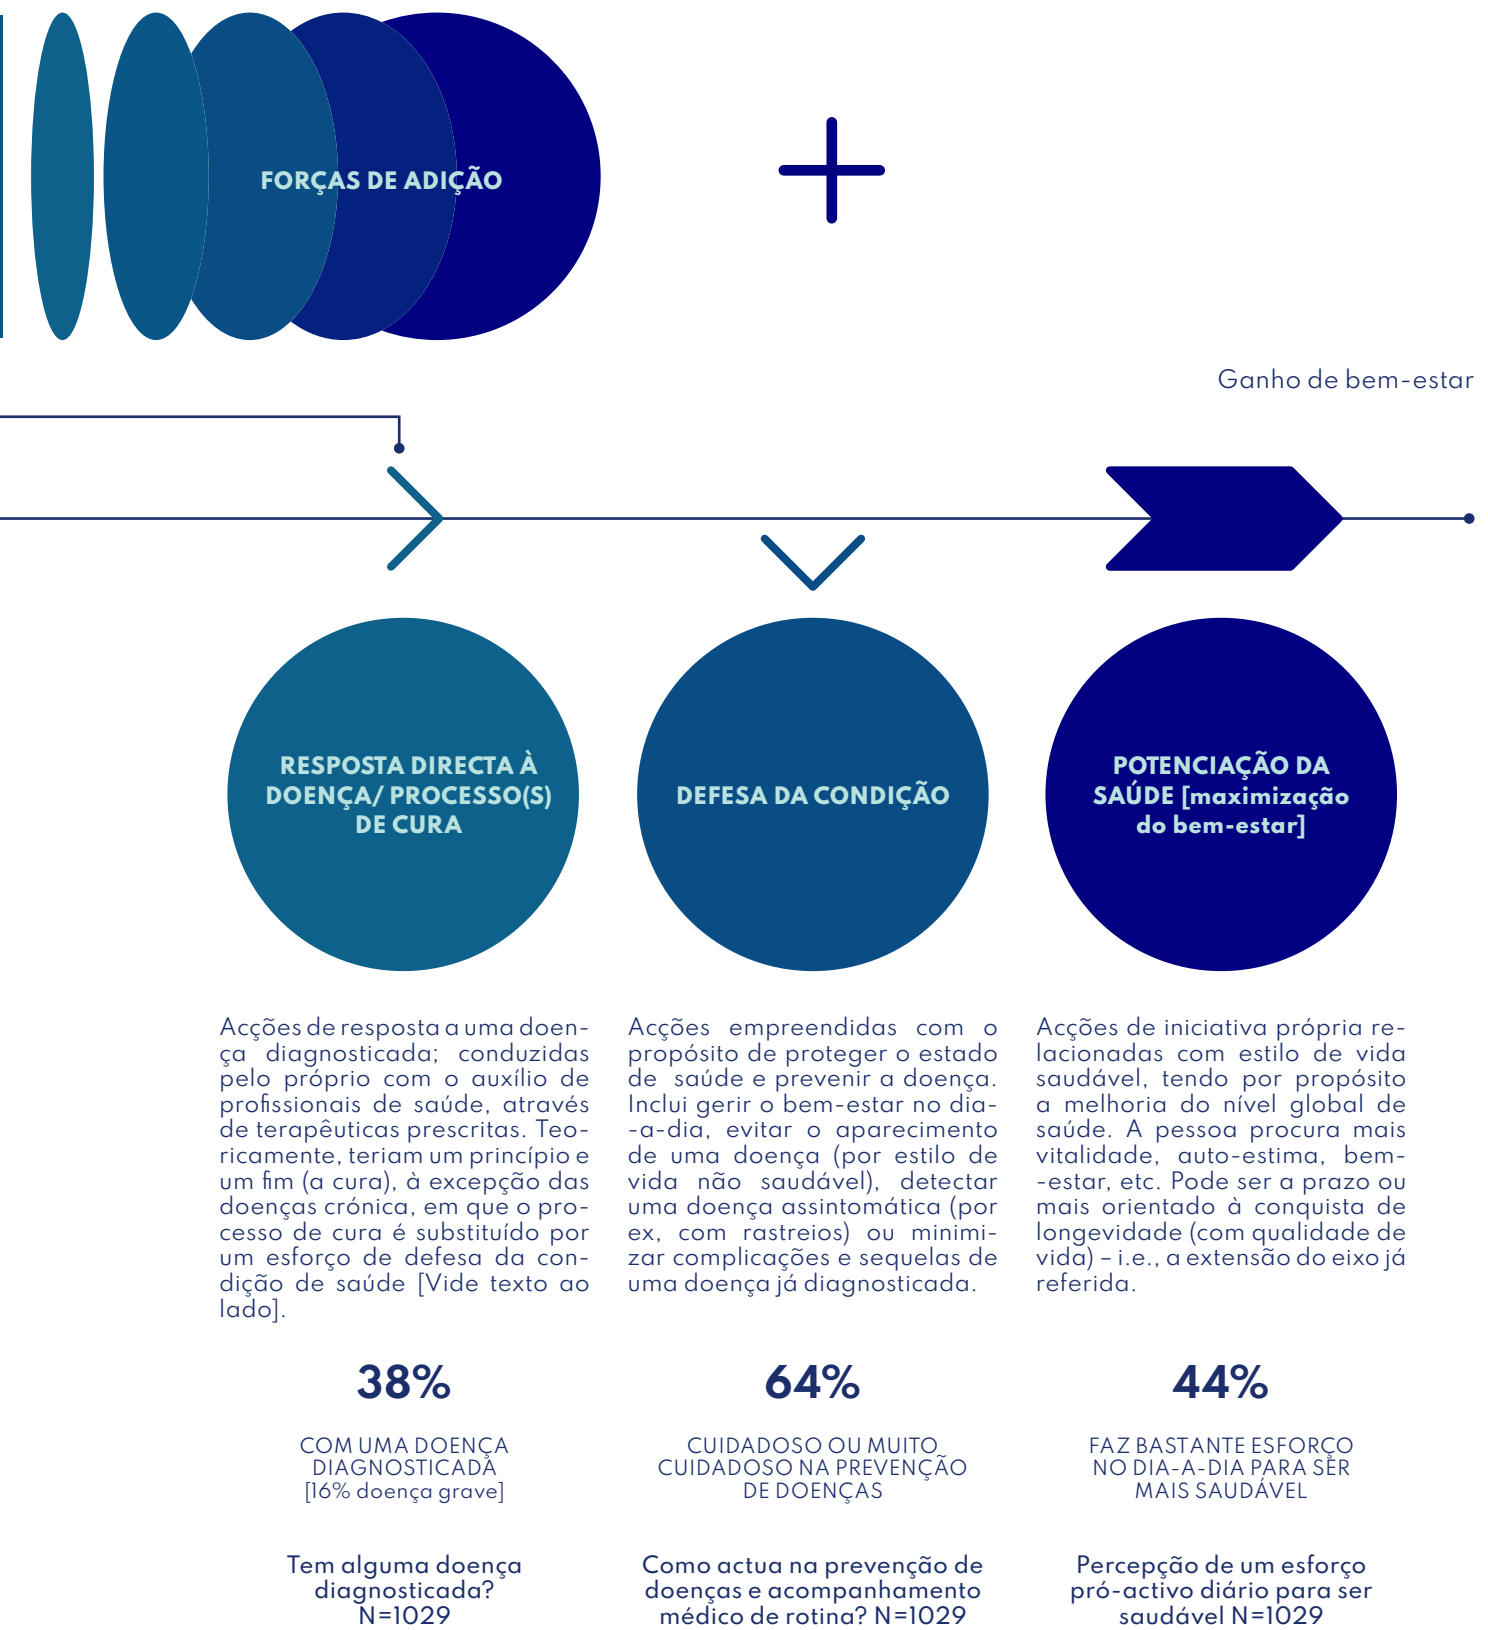 FORÇAS DE ADIÇÃO
Ganho de bem-estar
RESPOSTA DIRECTA À
DOENÇA/ PROCESSO(S)
DE CURA
DEFESA DA CONDIÇÃO
POTENCIAÇÃO DA
SAÚDE [maximização
do bem-estar]
Acções de resposta a uma doen-
ça diagnosticada; conduzidas
pelo próprio com o auxílio de
profissionais de saúde, através
de terapêuticas prescritas. Teo-
ricamente, teriam um princípio e
um fim (a cura), à excepção das
doenças crónica, em que o pro-
cesso de cura é substituído por
um esforço de defesa da con-
dição de saúde [Vide texto ao
lado].
Acções empreendidas com o
propósito de proteger o estado
de saúde e prevenir a doença.
Inclui gerir o bem-estar no dia-
-a-dia, evitar o aparecimento
de uma doença (por estilo de
vida não saudável), detectar
uma doença assintomática (por
ex, com rastreios) ou minimi-
zar complicações e sequelas de
uma doença já diagnosticada.
Acções de iniciativa própria re-
lacionadas com estilo de vida
saudável, tendo por propósito
a melhoria do nível global de
saúde. A pessoa procura mais
vitalidade, auto-estima, bem-
-estar, etc. Pode ser a prazo ou
mais orientado à conquista de
longevidade (com qualidade de
vida) – i.e., a extensão do eixo já
referida.
38%
COM UMA DOENÇA
DIAGNOSTICADA
[16% doença grave]
Tem alguma doença
diagnosticada?
N=1029
64%
CUIDADOSO OU MUITO
CUIDADOSO NA PREVENÇÃO
DE DOENÇAS
Como actua na prevenção de
doenças e acompanhamento
médico de rotina? N=1029
44%
FAZ BASTANTE ESFORÇO
NO DIA-A-DIA PARA SER
MAIS SAUDÁVEL
Percepção de um esforço
pró-activo diário para ser
saudável N=1029